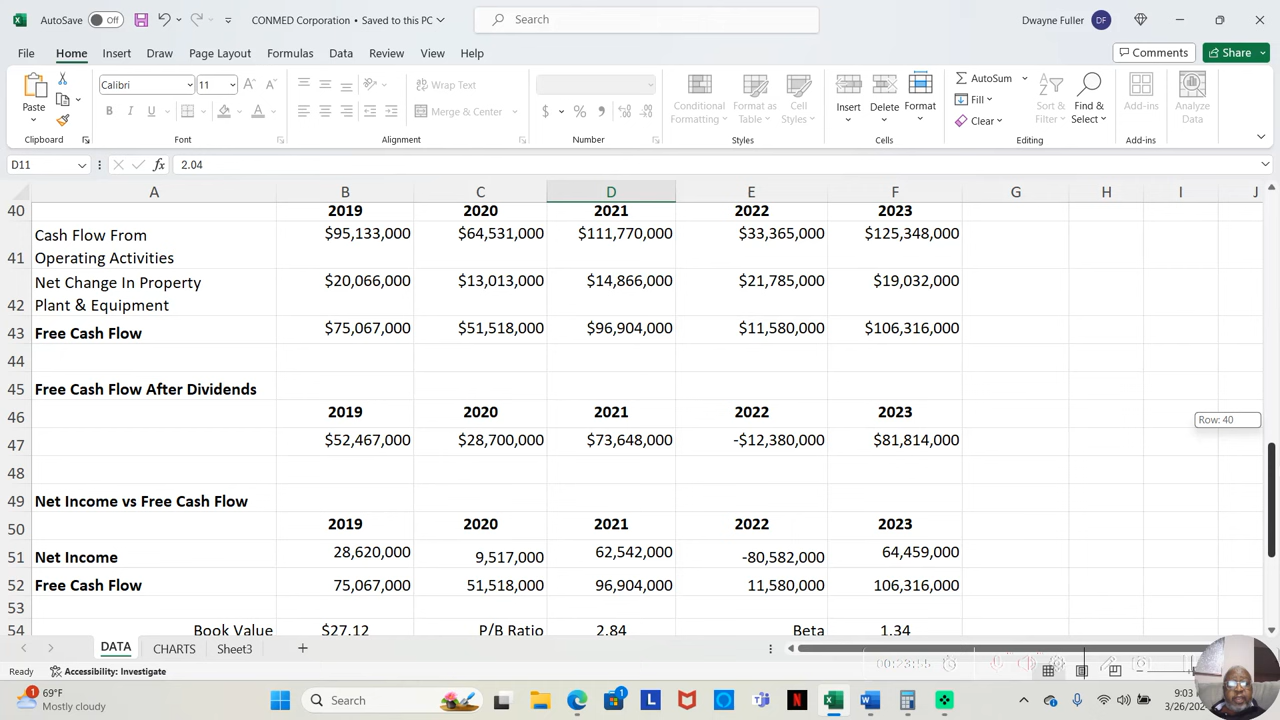 AutoSave Off CONMED Corporation • Saved to this PC Search Dwayne Fuller DF
File Home Insert Draw Page Layout Formulas Data Review View Help Comments Share
Paste Calibri 11 Wrap Text Conditional Format as Cell Insert Delete Format AutoSum Sort & Find & Add-ins Analyze
B I U Merge & Center $ % Formatting Table Styles Fill Clear Filter Select Data
Clipboard Font Alignment Number Styles Cells Editing Add-ins
D11 fx 2.04
A B C D E F G H I J
40 2019 2020 2021 2022 2023
Cash Flow From $95,133,000 $64,531,000 $111,770,000 $33,365,000 $125,348,000
41 Operating Activities
Net Change In Property $20,066,000 $13,013,000 $14,866,000 $21,785,000 $19,032,000
42 Plant & Equipment
43 Free Cash Flow $75,067,000 $51,518,000 $96,904,000 $11,580,000 $106,316,000
44
45 Free Cash Flow After Dividends
46 2019 2020 2021 2022 2023 Row: 40
47 $52,467,000 $28,700,000 $73,648,000 -$12,380,000 $81,814,000
48
49 Net Income vs Free Cash Flow
50 2019 2020 2021 2022 2023
51 Net Income 28,620,000 9,517,000 62,542,000 -80,582,000 64,459,000
52 Free Cash Flow 75,067,000 51,518,000 96,904,000 11,580,000 106,316,000
53
54 Book Value $27.12 P/B Ratio 2.84 Beta 1.34
DATA CHARTS Sheet3
Ready Accessibility: Investigate 00:23:55
1 69°F Search 1 L N W 9:03
Mostly cloudy